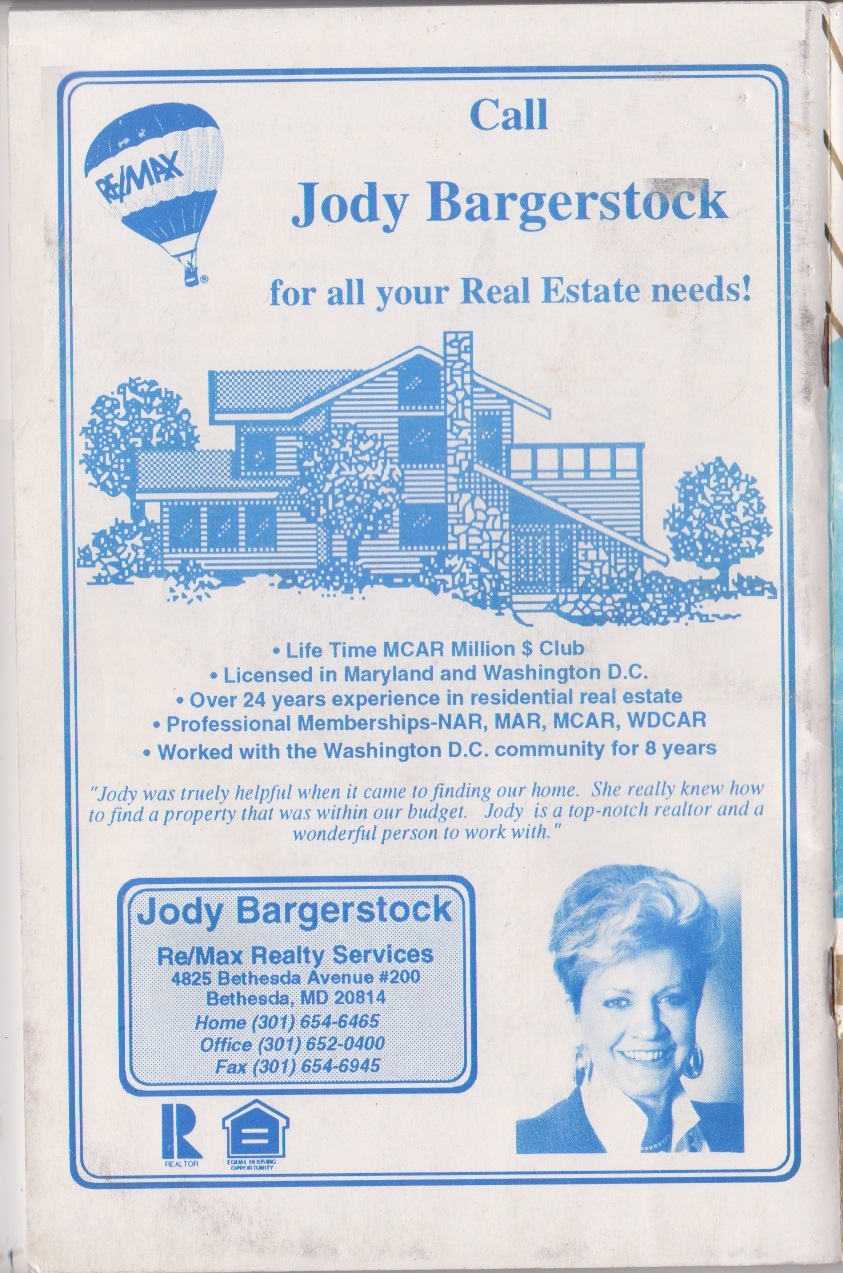 Call
RE/MAX
Jody Bargerstock
for all your Real Estate needs!
®
• Life Time MCAR Million $ Club
• Licensed in Maryland and Washington D.C.
• Over 24 years experience in residential real estate
• Professional Memberships-NAR, MAR, MCAR, WDCAR
• Worked with the Washington D.C. community for 8 years
"Jody was truely helpful when it came to finding our home. She really knew how
to find a property that was within our budget. Jody is a top-notch realtor and a
wonderful person to work with."
Jody Bargerstock
Re/Max Realty Services
4825 Bethesda Avenue #200
Bethesda, MD 20814
Home (301) 654-6465
Office (301) 652-0400
Fax (301) 654-6945
R
REALTOR
EQUAL HOUSING
OPPORTUNITY